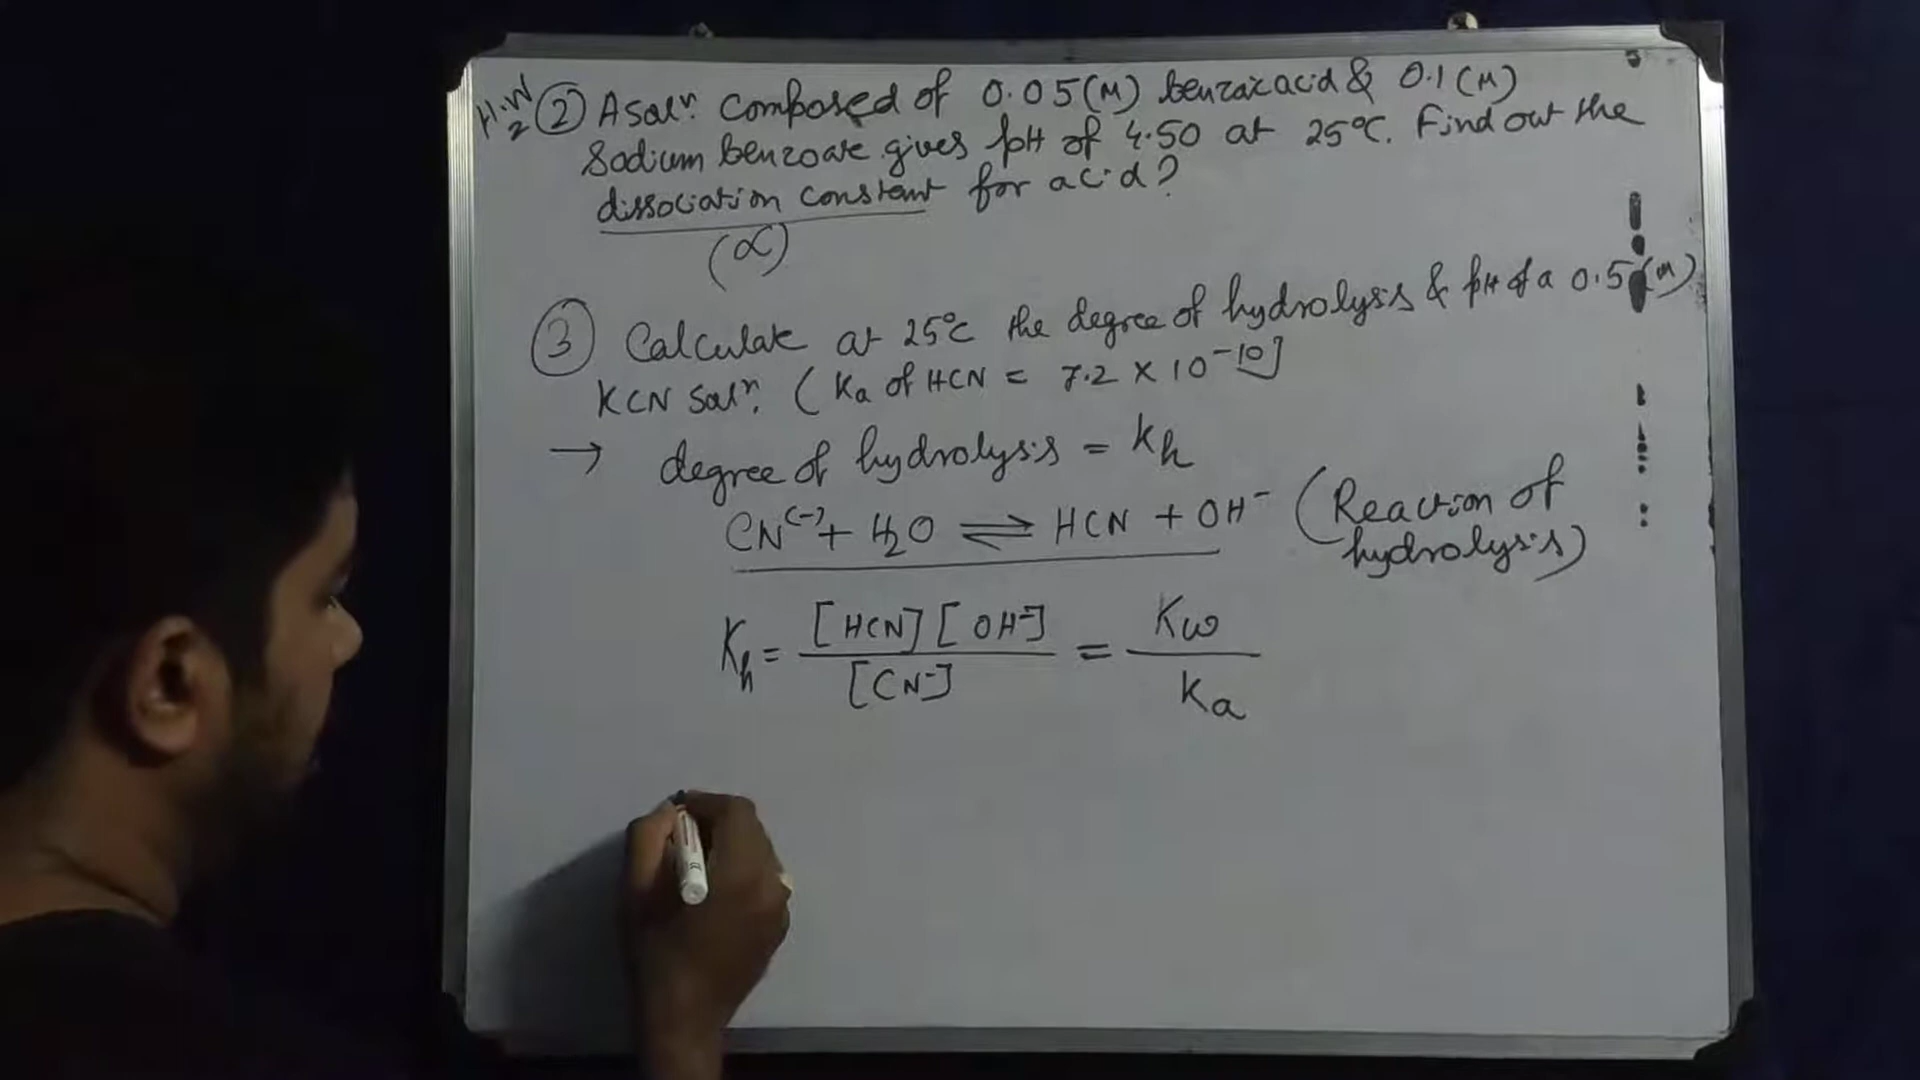 H.W
2
② A solⁿ. composed of 0.05(M) benzoic acid & 0.1 (M)
Sodium benzoate gives pH of 4.50 at 25°C. Find out the
dissociation constant for acid?
(α)
③ Calculate at 25°C the degree of hydrolysis & pH of a 0.5 (M)
KCN solⁿ. (Ka of HCN = 7.2 × 10⁻¹⁰]
→ degree of hydrolysis = Kh
CN⁽⁻⁾ + H₂O ⇌ HCN + OH⁻ (Reaction of
hydrolysis)
Kh = [HCN] [OH⁻] / [CN⁻] = Kw / Ka